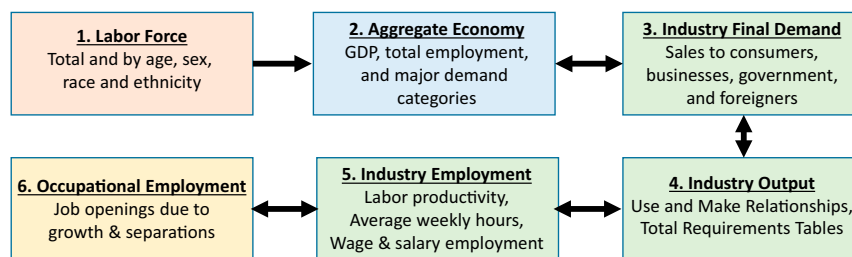 1. Labor Force
Total and by age, sex,
race and ethnicity
2. Aggregate Economy
GDP, total employment,
and major demand
categories
3. Industry Final Demand
Sales to consumers,
businesses, government,
and foreigners
6. Occupational Employment
Job openings due to
growth & separations
5. Industry Employment
Labor productivity,
Average weekly hours,
Wage & salary employment
4. Industry Output
Use and Make Relationships,
Total Requirements Tables